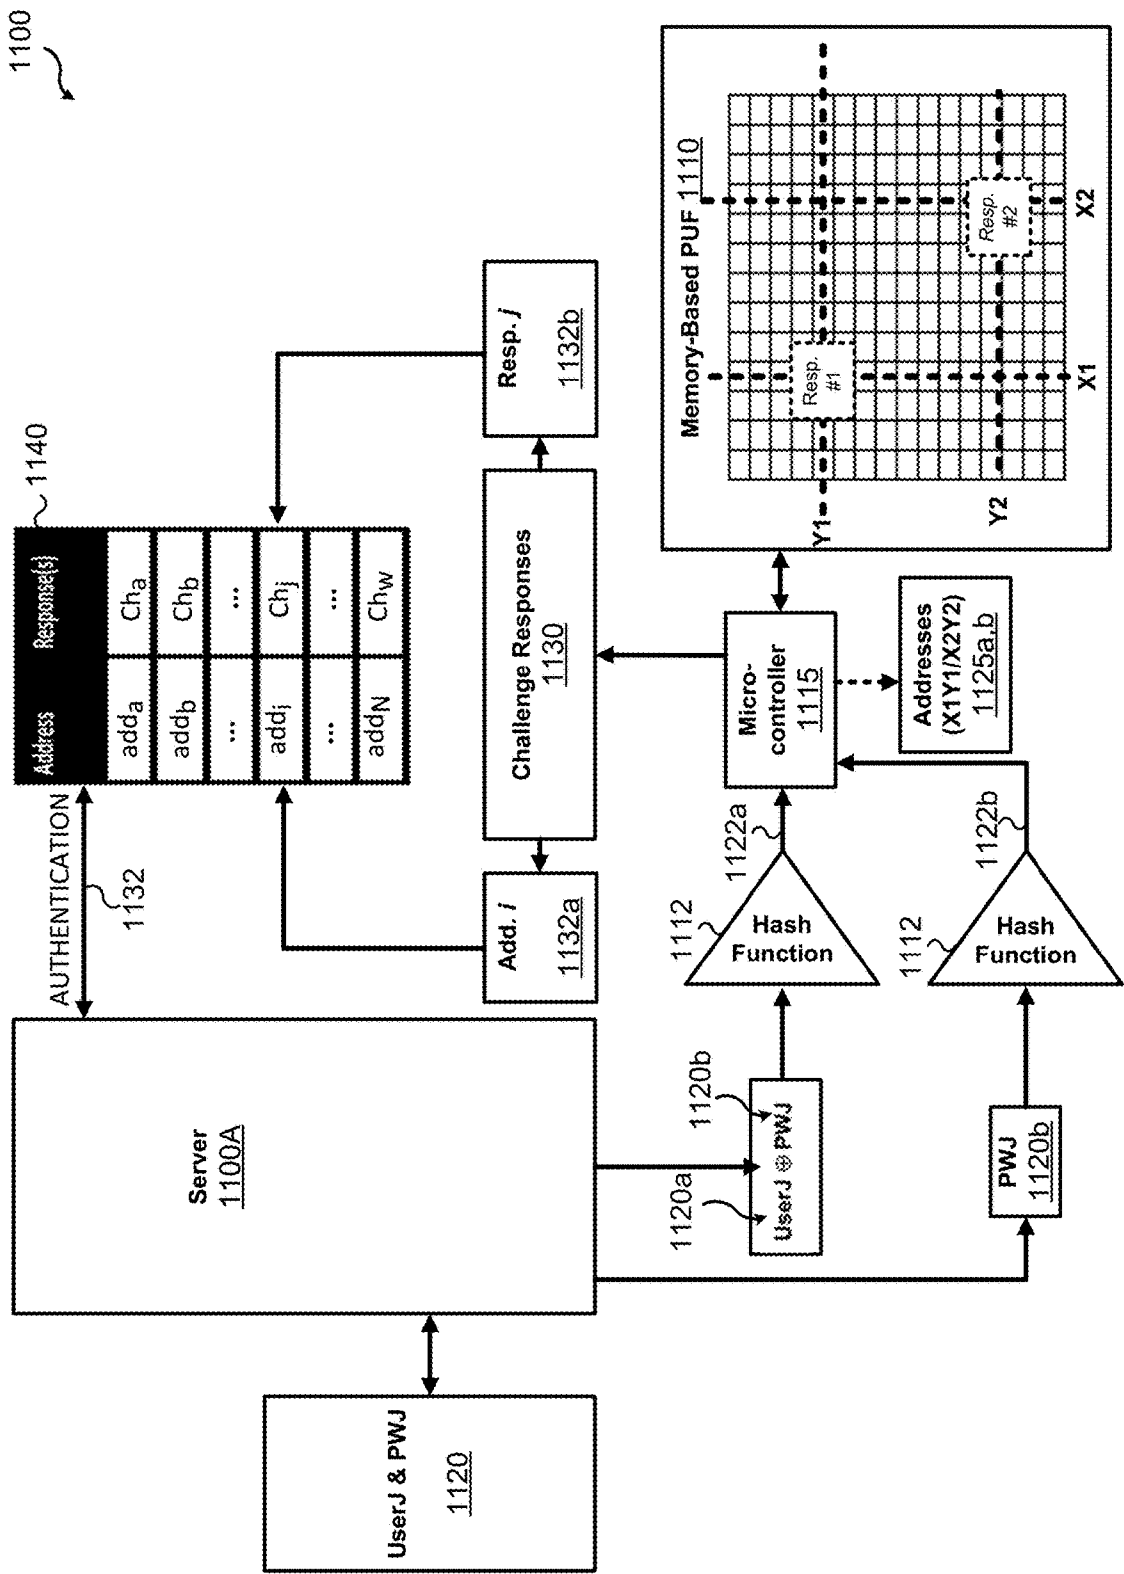 1100
UserJ & PWJ
1120
Server
1100A
AUTHENTICATION
1132
1140
Address
Response(s)
add_a
Ch_a
add_b
Ch_b
...
...
add_i
Ch_j
...
...
add_N
Ch_w
Add. i
1132a
Challenge Responses
1130
Resp. j
1132b
1120a
1120b
UserJ ⊕ PWJ
1112
Hash
Function
1122a
Micro-
controller
1115
Memory-Based PUF 1110
Y1
Y2
Resp.
#1
Resp.
#2
X1
X2
PWJ
1120b
1112
Hash
Function
1122b
Addresses
(X1Y1/X2Y2)
1125a,b